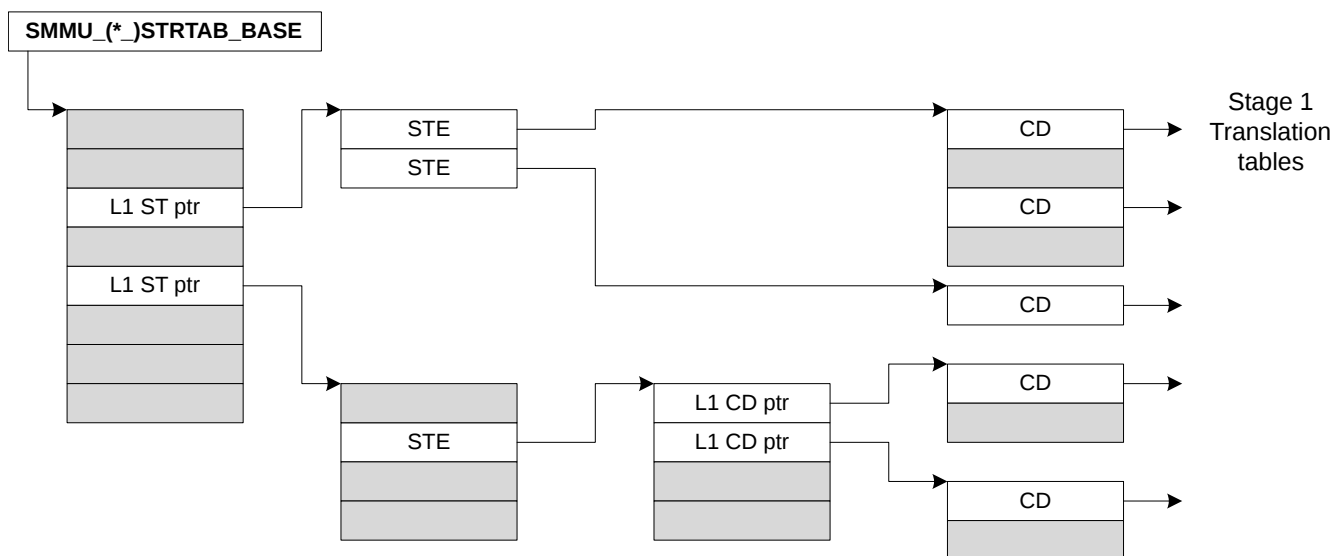 SMMU_(*_)STRTAB_BASE
Stage 1
Translation
tables
STE
CD
STE
L1 ST ptr
CD
L1 ST ptr
CD
CD
L1 CD ptr
STE
L1 CD ptr
CD